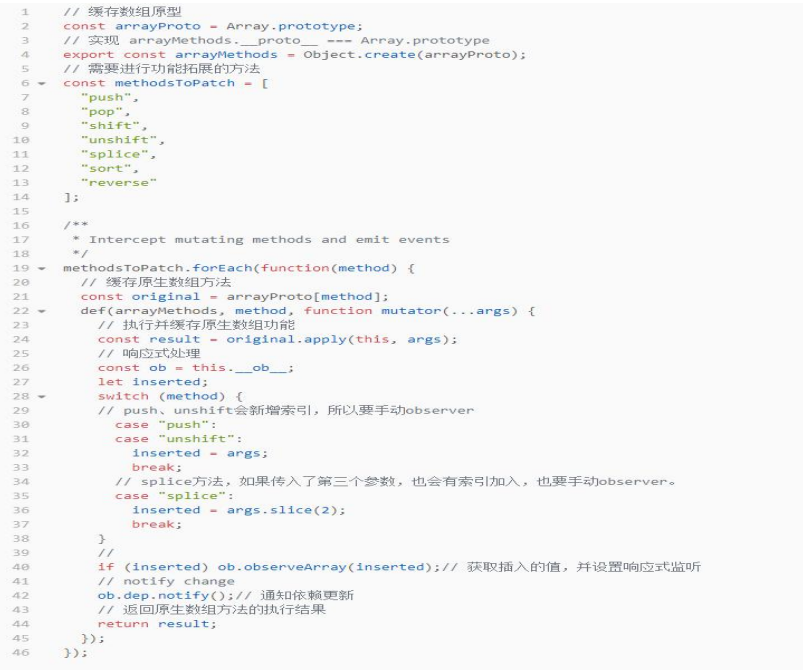 1 // 缓存数组原型
2 const arrayProto = Array.prototype;
3 // 实现 arrayMethods.__proto__ === Array.prototype
4 export const arrayMethods = Object.create(arrayProto);
5 // 需要进行功能拓展的方法
6 const methodsToPatch = [
7 "push",
8 "pop",
9 "shift",
10 "unshift",
11 "splice",
12 "sort",
13 "reverse"
14 ];
15
16 /**
17 * Intercept mutating methods and emit events
18 */
19 methodsToPatch.forEach(function(method) {
20 // 缓存原生数组方法
21 const original = arrayProto[method];
22 def(arrayMethods, method, function mutator(...args) {
23 // 执行并缓存原生数组功能
24 const result = original.apply(this, args);
25 // 响应式处理
26 const ob = this.__ob__;
27 let inserted;
28 switch (method) {
29 // push、unshift会新增索引，所以要手动observer
30 case "push":
31 case "unshift":
32 inserted = args;
33 break;
34 // splice方法，如果传入了第三个参数，也会有索引加入，也要手动observer。
35 case "splice":
36 inserted = args.slice(2);
37 break;
38 }
39 //
40 if (inserted) ob.observeArray(inserted);// 获取插入的值，并设置响应式监听
41 // notify change
42 ob.dep.notify();// 通知依赖更新
43 // 返回原生数组方法的执行结果
44 return result;
45 });
46 });